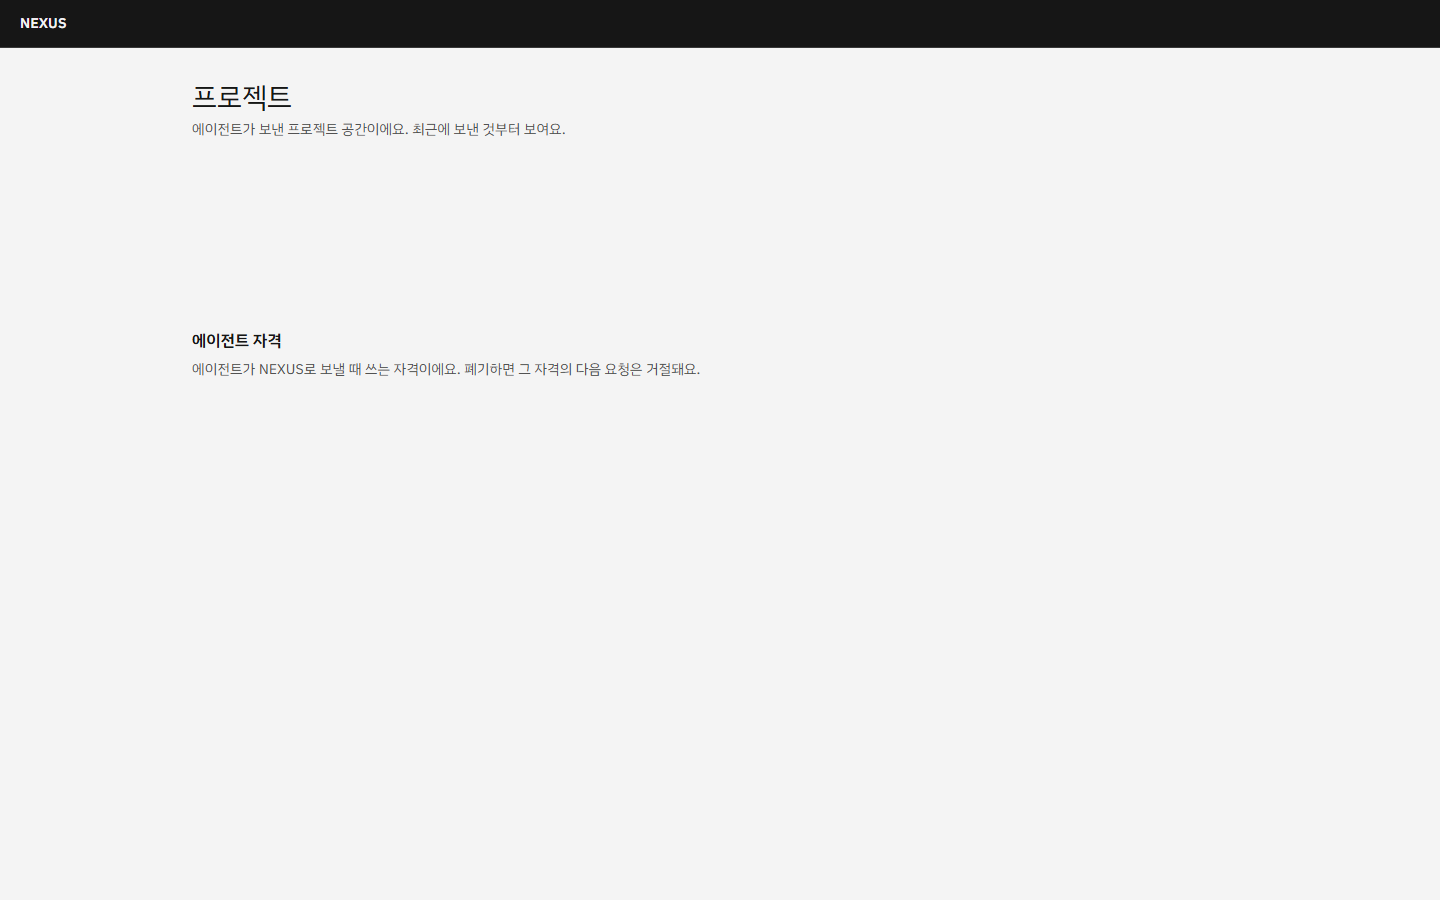 NEXUS
프로젝트
에이전트가 보낸 프로젝트 공간이에요. 최근에 보낸 것부터 보여요.
에이전트 자격
에이전트가 NEXUS로 보낼 때 쓰는 자격이에요. 폐기하면 그 자격의 다음 요청은 거절돼요.